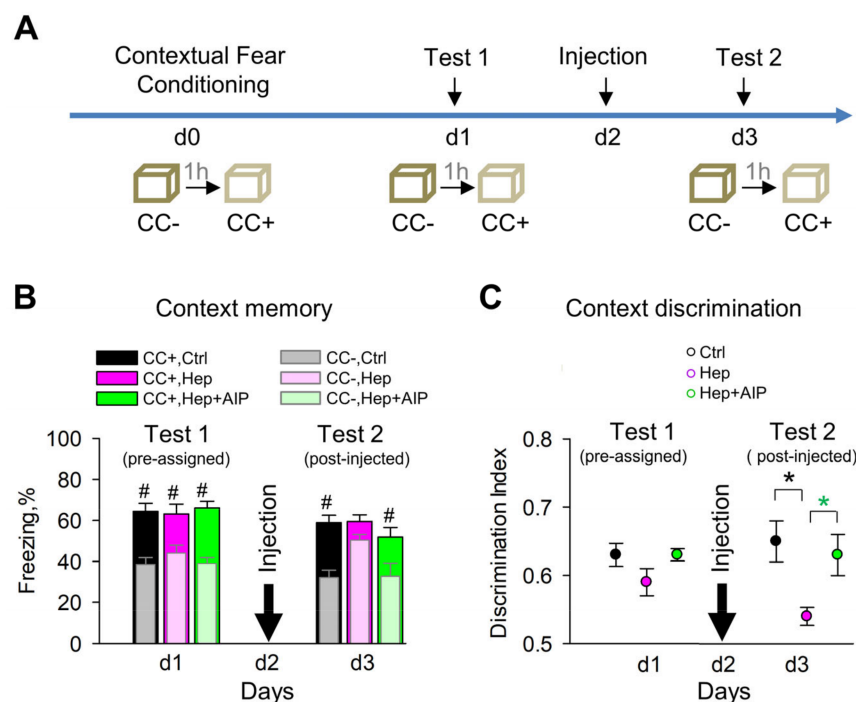 A
Contextual Fear
Conditioning
Test 1
Injection
Test 2
d0
d1
d2
d3
1h
CC-
CC+
1h
CC-
CC+
1h
CC-
CC+
B
Context memory
CC+,Ctrl
CC+,Hep
CC+,Hep+AIP
CC-,Ctrl
CC-,Hep
CC-,Hep+AIP
Freezing,%
100
80
60
40
20
0
Test 1
(pre-assigned)
# # #
Injection
Test 2
(post-injected)
# #
d1
d2
d3
Days
C
Context discrimination
Ctrl
Hep
Hep+AIP
Discrimination Index
0.8
0.7
0.6
0.5
Test 1
(pre-assigned)
Injection
Test 2
( post-injected)
* *
d1
d2
d3
Days